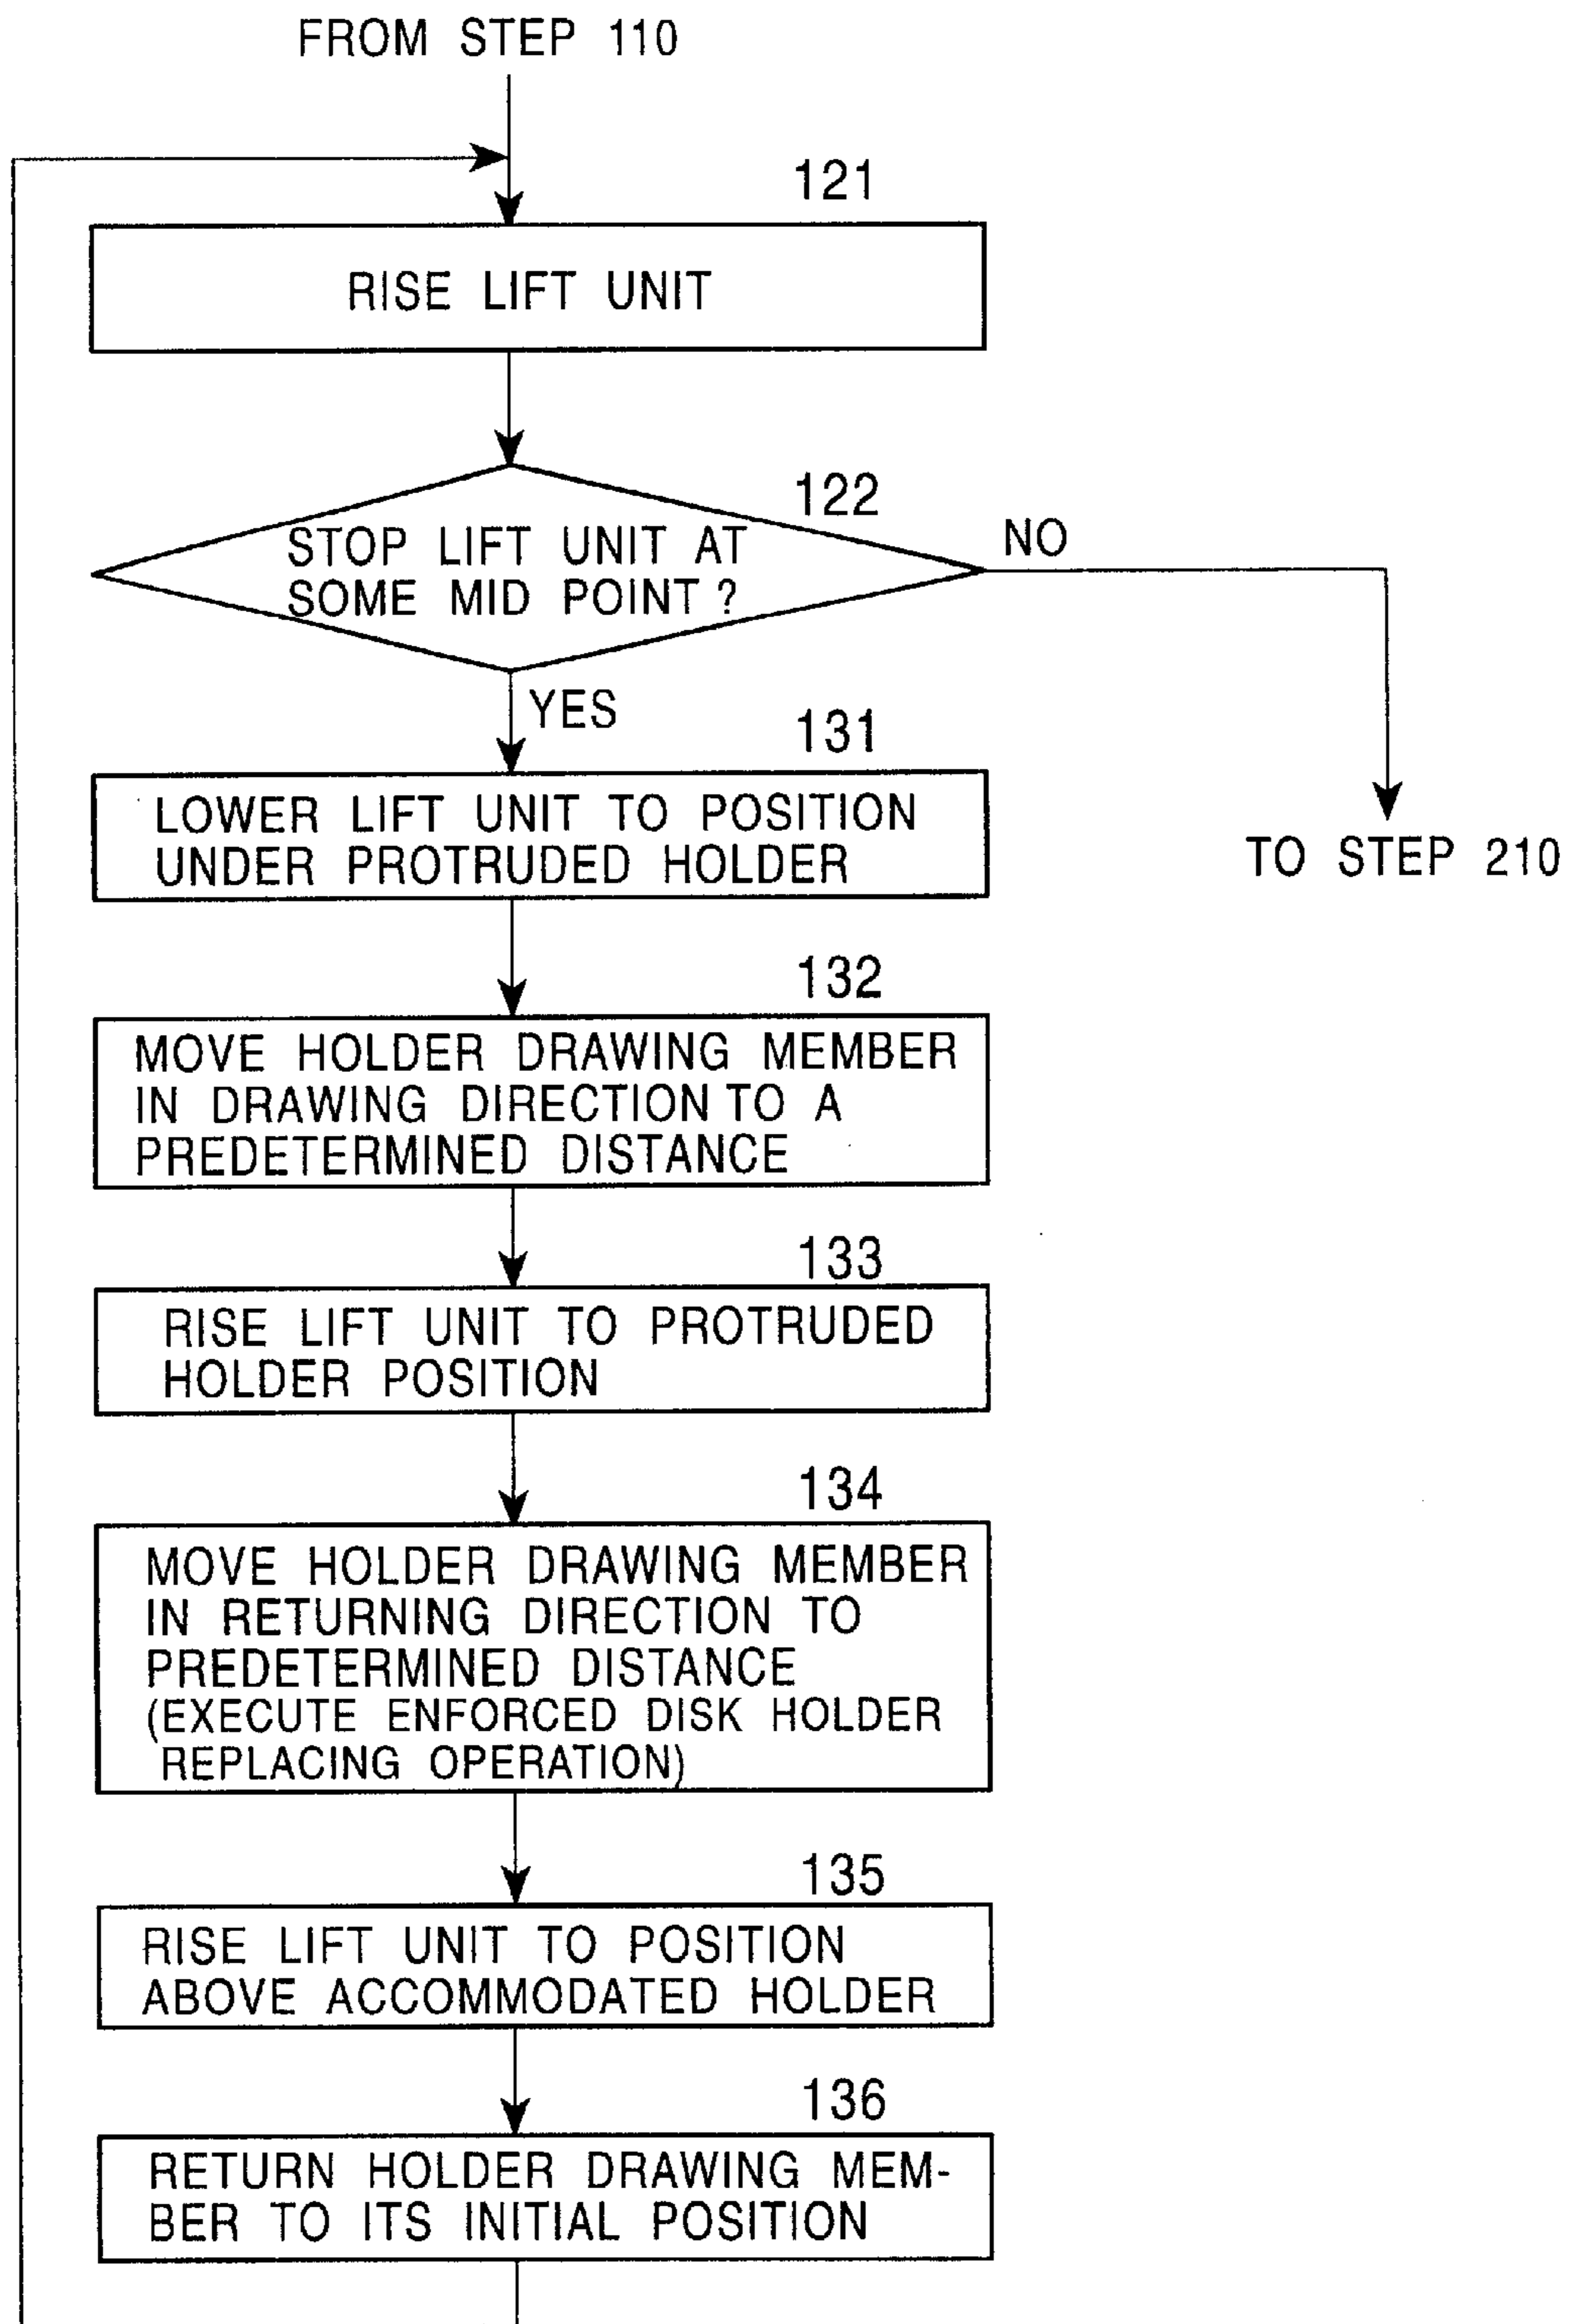 FROM STEP 110
121
RISE LIFT UNIT
122
STOP LIFT UNIT AT
SOME MID POINT ?
NO
YES
TO STEP 210
131
LOWER LIFT UNIT TO POSITION
UNDER PROTRUDED HOLDER
132
MOVE HOLDER DRAWING MEMBER
IN DRAWING DIRECTION TO A
PREDETERMINED DISTANCE
133
RISE LIFT UNIT TO PROTRUDED
HOLDER POSITION
134
MOVE HOLDER DRAWING MEMBER
IN RETURNING DIRECTION TO
PREDETERMINED DISTANCE
(EXECUTE ENFORCED DISK HOLDER
REPLACING OPERATION)
135
RISE LIFT UNIT TO POSITION
ABOVE ACCOMMODATED HOLDER
136
RETURN HOLDER DRAWING MEM-
BER TO ITS INITIAL POSITION